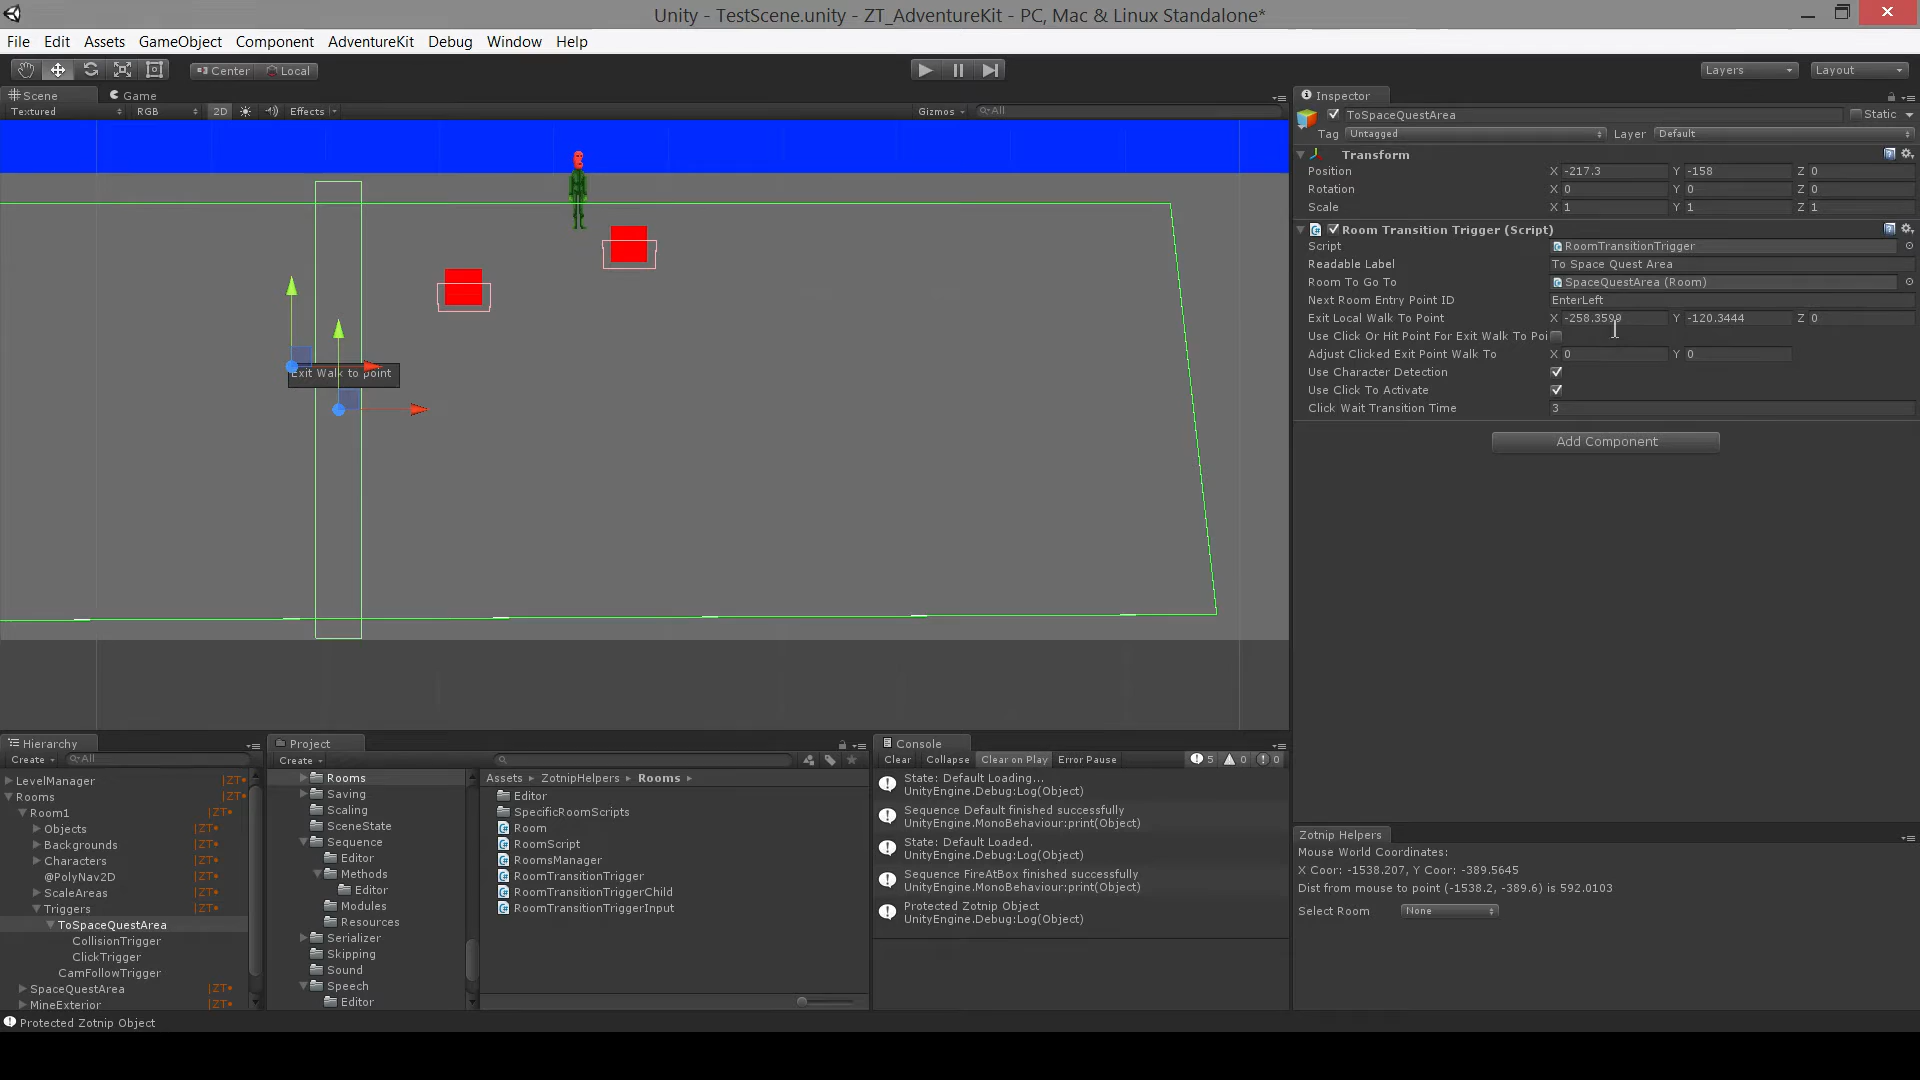 Unity - TestScene.unity - ZT_AdventureKit - PC, Mac & Linux Standalone*
File Edit Assets GameObject Component AdventureKit Debug Window Help
Center Local
Layers Layout
Scene Game
Textured RGB 2D Effects Gizmos All
Exit Walk to point
Inspector
ToSpaceQuestArea Static
Tag Untagged Layer Default
Transform
Position X -217.3 Y -158 Z 0
Rotation X 0 Y 0 Z 0
Scale X 1 Y 1 Z 1
Room Transition Trigger (Script)
Script RoomTransitionTrigger
Readable Label To Space Quest Area
Room To Go To SpaceQuestArea (Room)
Next Room Entry Point ID EnterLeft
Exit Local Walk To Point X -258.3599 Y -120.3444 Z 0
Use Click Or Hit Point For Exit Walk To Poi
Adjust Clicked Exit Point Walk To X 0 Y 0
Use Character Detection
Use Click To Activate
Click Wait Transition Time 3
Add Component
Hierarchy
Create All
LevelManager |ZT•
Rooms |ZT•
Room1 |ZT•
Objects |ZT•
Backgrounds |ZT•
Characters |ZT•
@PolyNav2D |ZT•
ScaleAreas |ZT•
Triggers |ZT•
ToSpaceQuestArea
CollisionTrigger
ClickTrigger
CamFollowTrigger
SpaceQuestArea |ZT•
MineExterior |ZT•
Project
Create
Rooms
Saving
Scaling
SceneState
Sequence
Editor
Methods
Editor
Modules
Resources
Serializer
Skipping
Sound
Speech
Editor
Assets ZotnipHelpers Rooms
Editor
SpecificRoomScripts
Room
RoomScript
RoomsManager
RoomTransitionTrigger
RoomTransitionTriggerChild
RoomTransitionTriggerInput
Console
Clear Collapse Clear on Play Error Pause 5 0 0
State: Default Loading...
UnityEngine.Debug:Log(Object)
Sequence Default finished successfully
UnityEngine.MonoBehaviour:print(Object)
State: Default Loaded.
UnityEngine.Debug:Log(Object)
Sequence FireAtBox finished successfully
UnityEngine.MonoBehaviour:print(Object)
Protected Zotnip Object
UnityEngine.Debug:Log(Object)
Zotnip Helpers
Mouse World Coordinates:
X Coor: -1538.207, Y Coor: -389.5645
Dist from mouse to point (-1538.2, -389.6) is 592.0103
Select Room None
Protected Zotnip Object